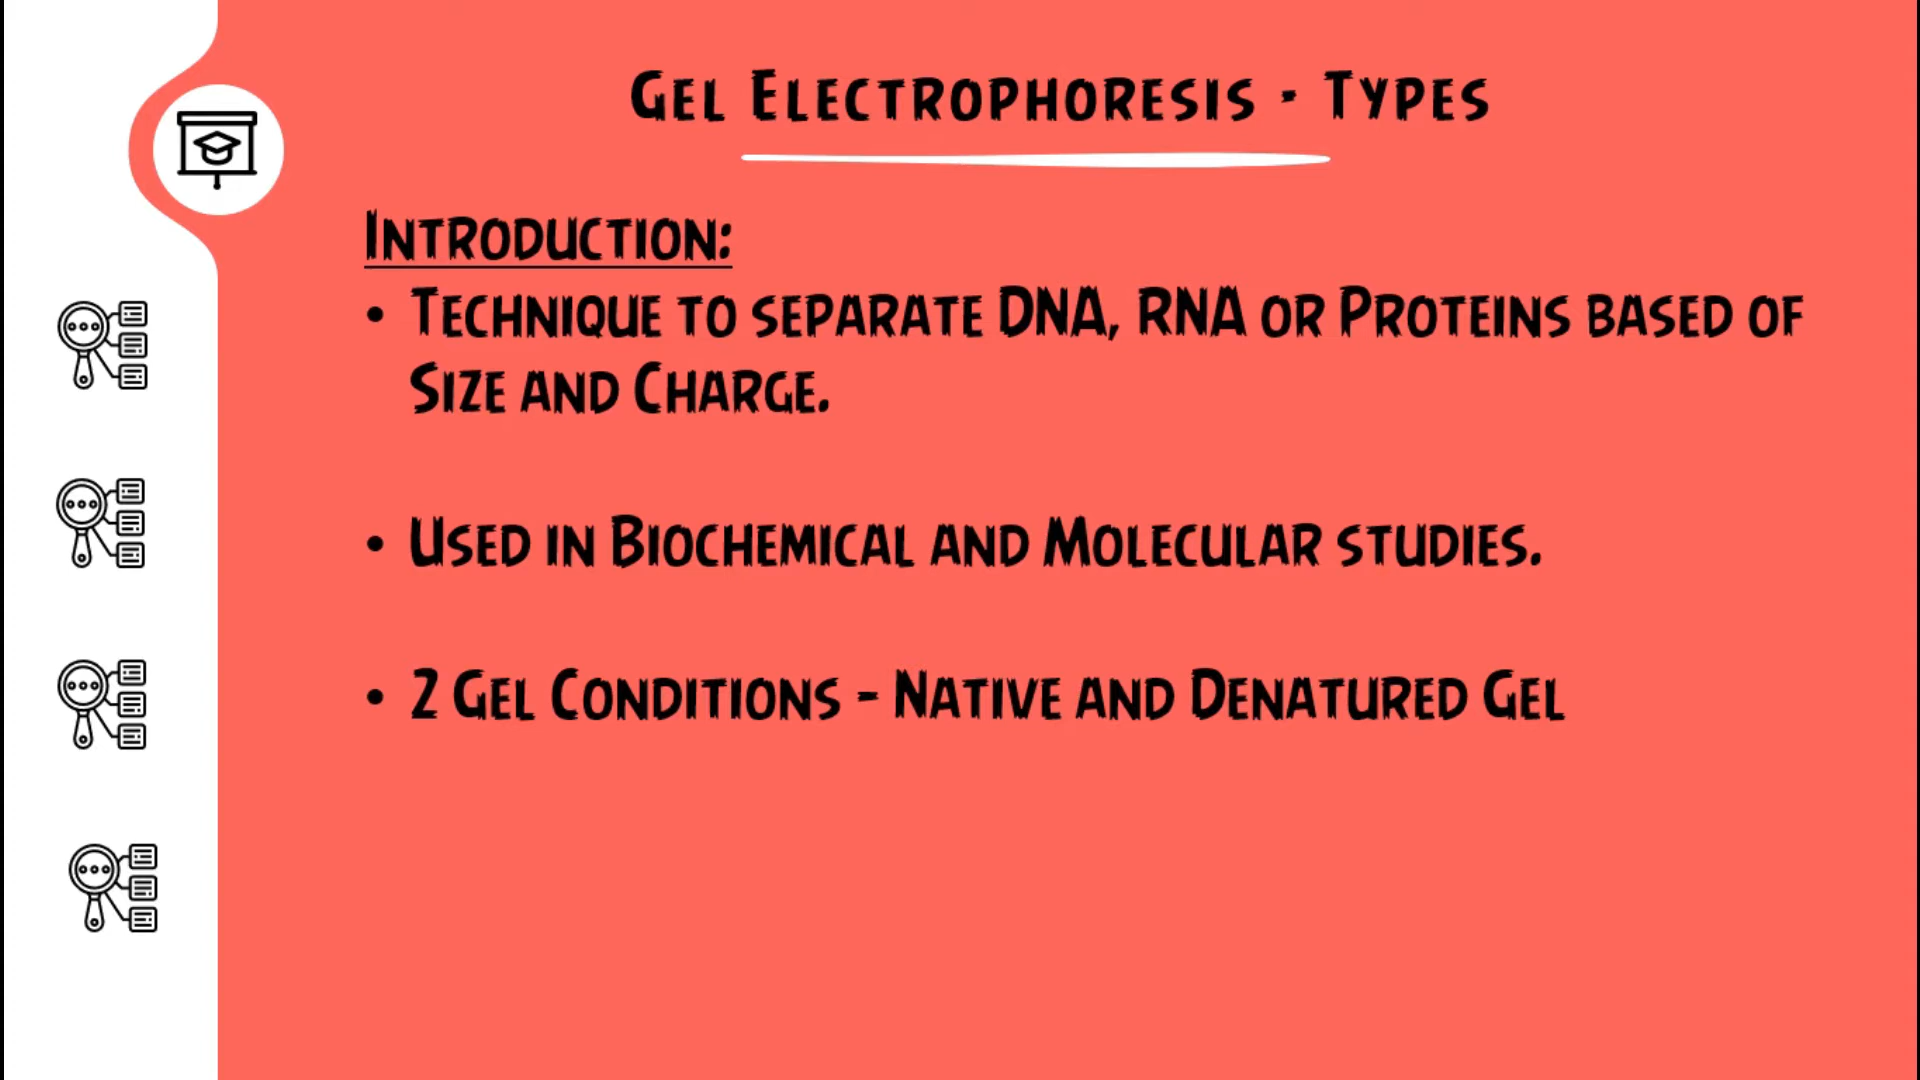 Gel Electrophoresis - Types
Introduction:
• Technique to separate DNA, RNA or Proteins based of
Size and Charge.
• Used in Biochemical and Molecular studies.
• 2 Gel Conditions - Native and Denatured Gel